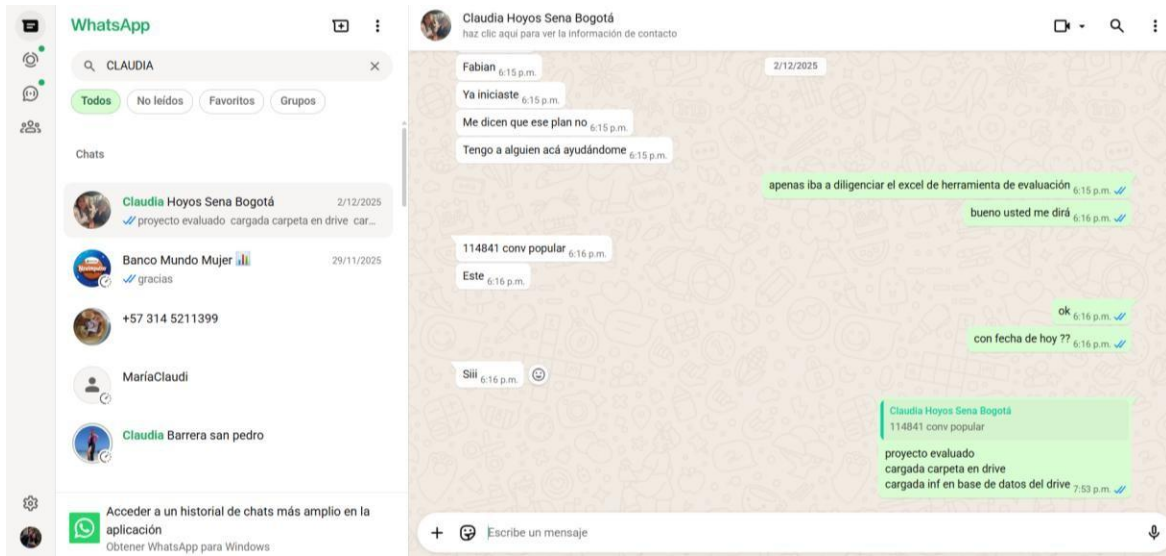 WhatsApp
CLAUDIA
Todos
No leídos
Favoritos
Grupos
Chats
Claudia Hoyos Sena Bogotá
2/12/2025
proyecto evaluado cargada carpeta en drive car...
Banco Mundo Mujer
29/11/2025
gracias
+57 314 5211399
MaríaClaudi
Claudia Barrera san pedro
Acceder a un historial de chats más amplio en la
aplicación
Obtener WhatsApp para Windows
Claudia Hoyos Sena Bogotá
haz clic aquí para ver la información de contacto
2/12/2025
Fabian 6:15 p.m.
Ya iniciaste 6:15 p.m.
Me dicen que ese plan no 6:15 p.m.
Tengo a alguien acá ayudándome 6:15 p.m.
apenas iba a diligenciar el excel de herramienta de evaluación 6:15 p.m.
bueno usted me dirá 6:16 p.m.
114841 conv popular 6:16 p.m.
Este 6:16 p.m.
ok 6:16 p.m.
con fecha de hoy ?? 6:16 p.m.
Siii 6:16 p.m.
Claudia Hoyos Sena Bogotá
114841 conv popular
proyecto evaluado
cargada carpeta en drive
cargada inf en base de datos del drive 7:53 p.m.
Escribe un mensaje